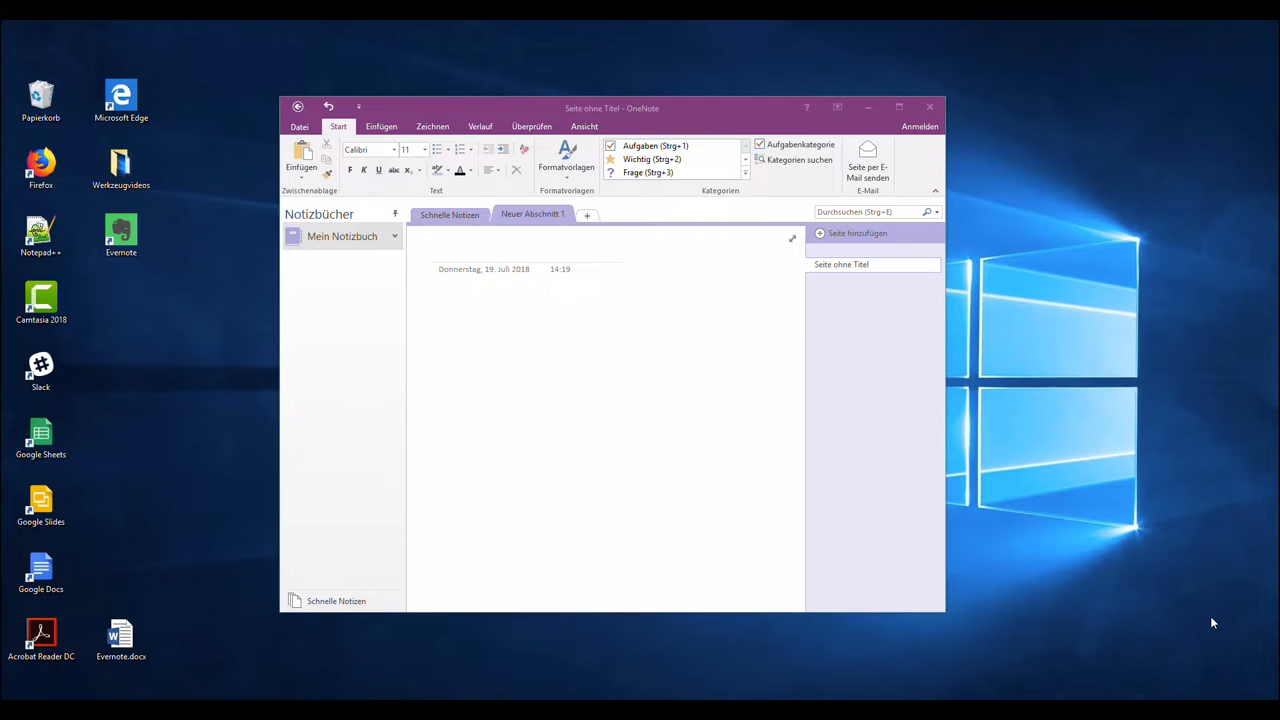 Papierkorb
Microsoft Edge
Firefox
Werkzeugvideos
Notepad++
Evernote
Camtasia 2018
Slack
Google Sheets
Google Slides
Google Docs
Acrobat Reader DC
Evernote.docx
Seite ohne Titel - OneNote
?
Datei Start Einfügen Zeichnen Verlauf Überprüfen Ansicht Anmelden
Einfügen
Zwischenablage
Calibri 11
F K U abc x₂ A
Text
Formatvorlagen
Formatvorlagen
Aufgaben (Strg+1)
Wichtig (Strg+2)
? Frage (Strg+3)
Aufgabenkategorie
Kategorien suchen
Kategorien
Seite per E-
Mail senden
E-Mail
Notizbücher
Mein Notizbuch
Schnelle Notizen Neuer Abschnitt 1 +
Durchsuchen (Strg+E)
Seite hinzufügen
Seite ohne Titel
Donnerstag, 19. Juli 2018 14:19
Schnelle Notizen